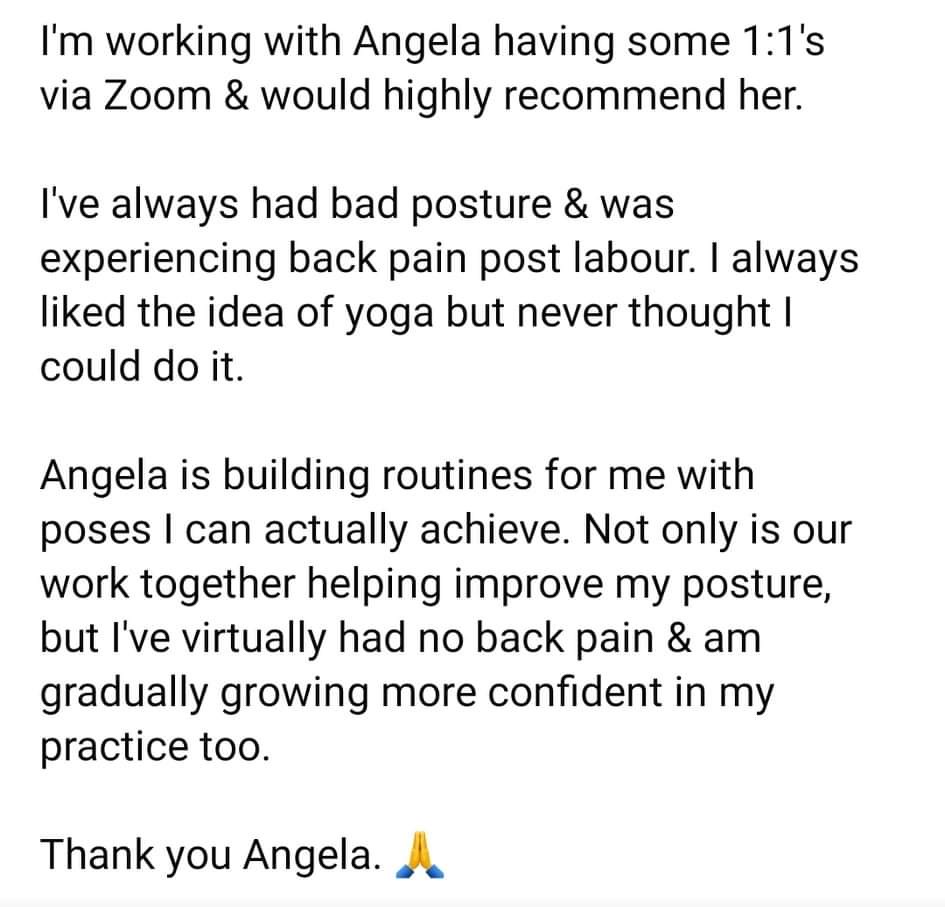 I'm working with Angela having some 1:1's
via Zoom & would highly recommend her.
I've always had bad posture & was
experiencing back pain post labour. I always
liked the idea of yoga but never thought I
could do it.
Angela is building routines for me with
poses I can actually achieve. Not only is our
work together helping improve my posture,
but I've virtually had no back pain & am
gradually growing more confident in my
practice too.
Thank you Angela. 🙏